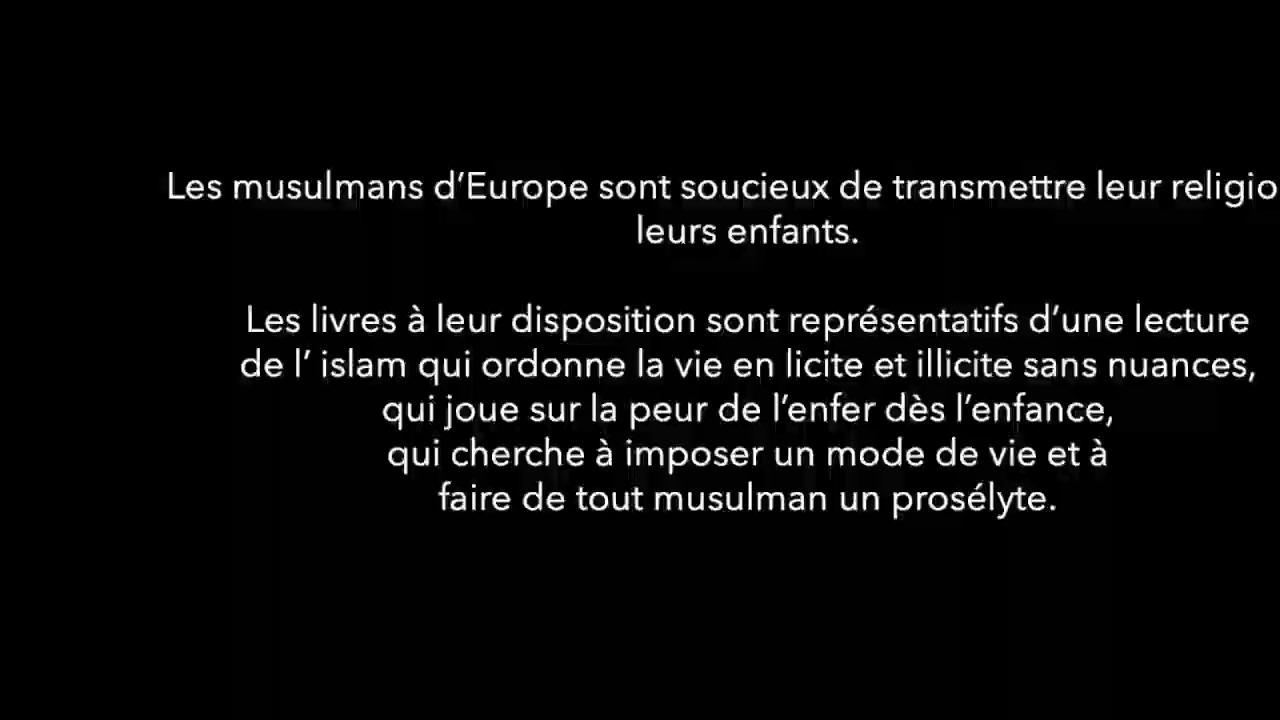 Les musulmans d’Europe sont soucieux de transmettre leur religio
leurs enfants.
Les livres à leur disposition sont représentatifs d’une lecture
de l’ islam qui ordonne la vie en licite et illicite sans nuances,
qui joue sur la peur de l’enfer dès l’enfance,
qui cherche à imposer un mode de vie et à
faire de tout musulman un prosélyte.